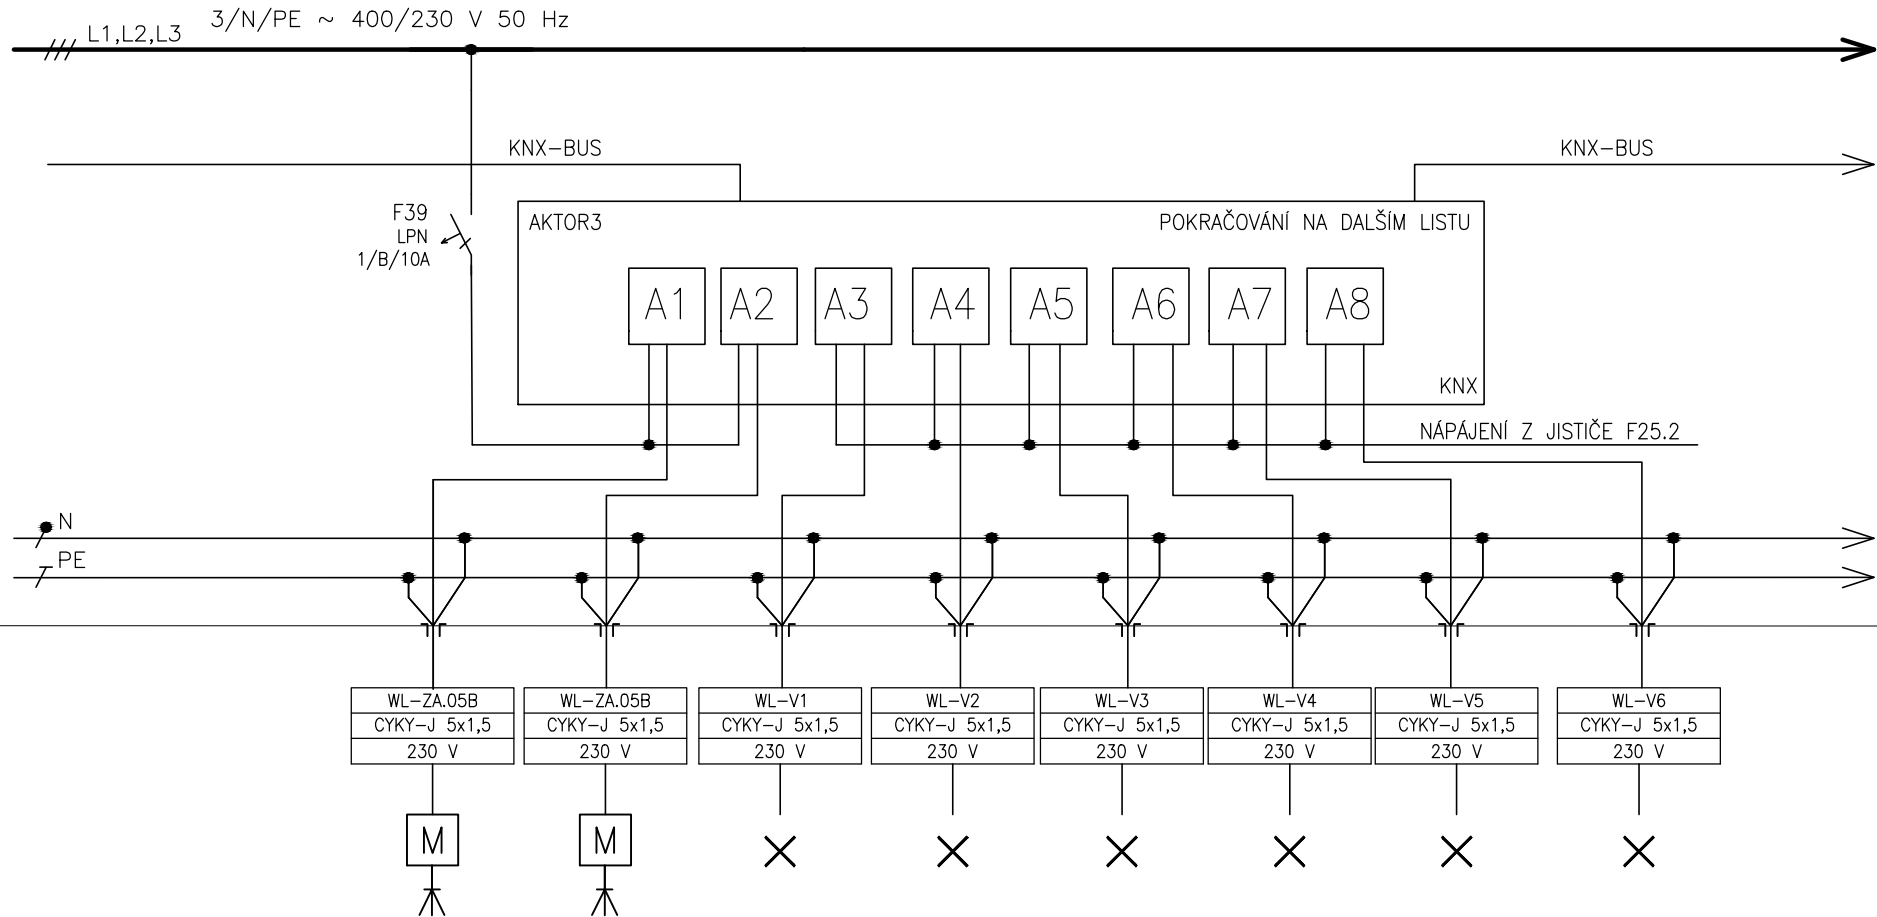 3/N/PE ~ 400/230 V 50 Hz
L1,L2,L3
KNX-BUS
KNX-BUS
F39
LPN
1/B/10A
AKTOR3
POKRAČOVÁNÍ NA DALŠÍM LISTU
A1 A2 A3 A4 A5 A6 A7 A8
KNX
NÁPÁJENÍ Z JISTIČE F25.2
N
PE
WL-ZA.05B
CYKY-J 5x1,5
230 V
M
WL-ZA.05B
CYKY-J 5x1,5
230 V
M
WL-V1
CYKY-J 5x1,5
230 V
WL-V2
CYKY-J 5x1,5
230 V
WL-V3
CYKY-J 5x1,5
230 V
WL-V4
CYKY-J 5x1,5
230 V
WL-V5
CYKY-J 5x1,5
230 V
WL-V6
CYKY-J 5x1,5
230 V